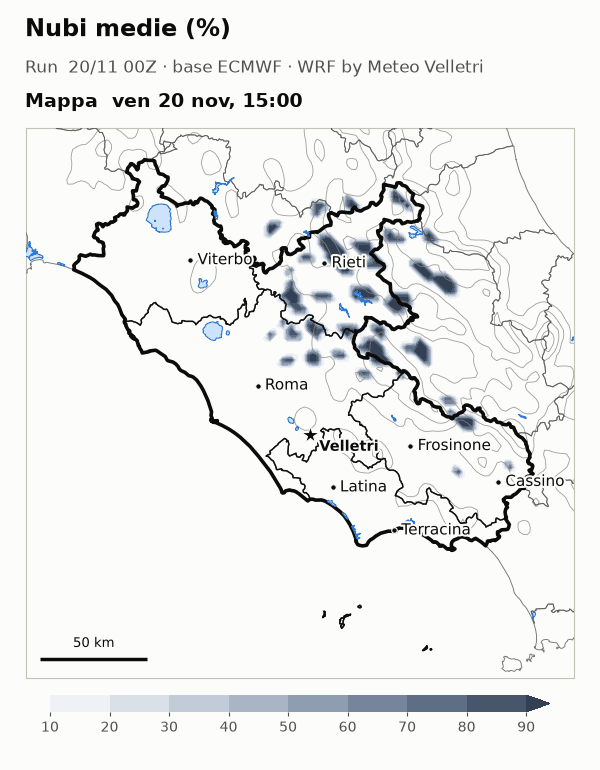 Nubi medie (%)
Run  20/11 00Z · base ECMWF · WRF by Meteo Velletri
Mappa  ven 20 nov, 15:00
Viterbo
Rieti
Roma
Velletri
Frosinone
Latina
Cassino
Terracina
50 km
10 20 30 40 50 60 70 80 90